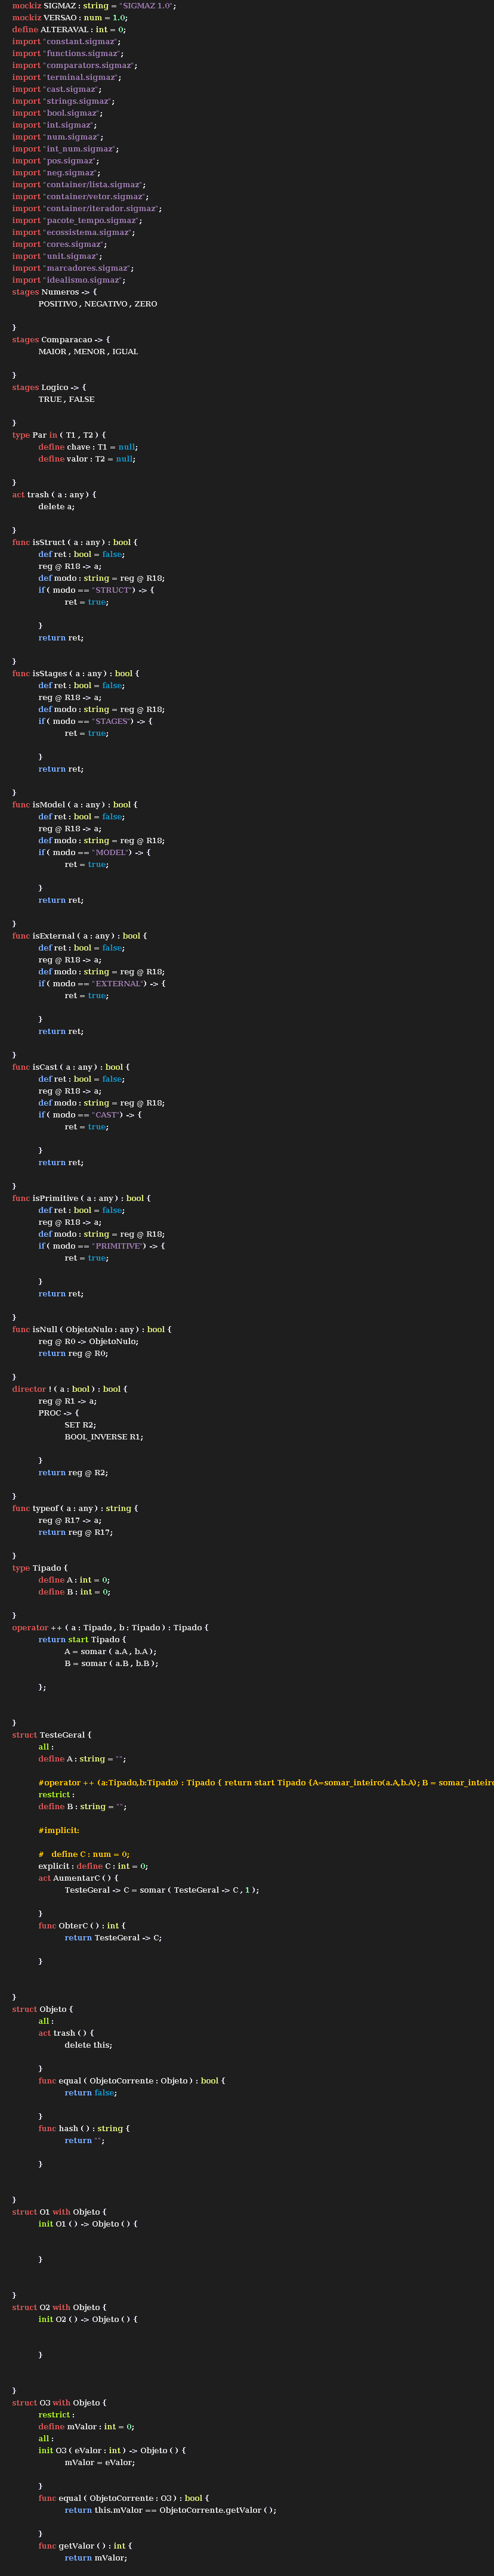 mockiz SIGMAZ : string = "SIGMAZ 1.0";
mockiz VERSAO : num = 1.0;
define ALTERAVAL : int = 0;
import "constant.sigmaz";
import "functions.sigmaz";
import "comparators.sigmaz";
import "terminal.sigmaz";
import "cast.sigmaz";
import "strings.sigmaz";
import "bool.sigmaz";
import "int.sigmaz";
import "num.sigmaz";
import "int_num.sigmaz";
import "pos.sigmaz";
import "neg.sigmaz";
import "container/lista.sigmaz";
import "container/vetor.sigmaz";
import "container/iterador.sigmaz";
import "pacote_tempo.sigmaz";
import "ecossistema.sigmaz";
import "cores.sigmaz";
import "unit.sigmaz";
import "marcadores.sigmaz";
import "idealismo.sigmaz";
stages Numeros -> {
POSITIVO , NEGATIVO , ZERO
}
stages Comparacao -> {
MAIOR , MENOR , IGUAL
}
stages Logico -> {
TRUE , FALSE
}
type Par in ( T1 , T2 ) {
define chave : T1 = null;
define valor : T2 = null;
}
act trash ( a : any ) {
delete a;
}
func isStruct ( a : any ) : bool {
def ret : bool = false;
reg @ R18 -> a;
def modo : string = reg @ R18;
if ( modo == "STRUCT") -> {
ret = true;
}
return ret;
}
func isStages ( a : any ) : bool {
def ret : bool = false;
reg @ R18 -> a;
def modo : string = reg @ R18;
if ( modo == "STAGES") -> {
ret = true;
}
return ret;
}
func isModel ( a : any ) : bool {
def ret : bool = false;
reg @ R18 -> a;
def modo : string = reg @ R18;
if ( modo == "MODEL") -> {
ret = true;
}
return ret;
}
func isExternal ( a : any ) : bool {
def ret : bool = false;
reg @ R18 -> a;
def modo : string = reg @ R18;
if ( modo == "EXTERNAL") -> {
ret = true;
}
return ret;
}
func isCast ( a : any ) : bool {
def ret : bool = false;
reg @ R18 -> a;
def modo : string = reg @ R18;
if ( modo == "CAST") -> {
ret = true;
}
return ret;
}
func isPrimitive ( a : any ) : bool {
def ret : bool = false;
reg @ R18 -> a;
def modo : string = reg @ R18;
if ( modo == "PRIMITIVE") -> {
ret = true;
}
return ret;
}
func isNull ( ObjetoNulo : any ) : bool {
reg @ R0 -> ObjetoNulo;
return reg @ R0;
}
director ! ( a : bool ) : bool {
reg @ R1 -> a;
PROC -> {
SET R2;
BOOL_INVERSE R1;
}
return reg @ R2;
}
func typeof ( a : any ) : string {
reg @ R17 -> a;
return reg @ R17;
}
type Tipado {
define A : int = 0;
define B : int = 0;
}
operator ++ ( a : Tipado , b : Tipado ) : Tipado {
return start Tipado {
A = somar ( a.A , b.A );
B = somar ( a.B , b.B );
};
}
struct TesteGeral {
all :
define A : string = "";
#operator ++ (a:Tipado,b:Tipado) : Tipado { return start Tipado {A=somar_inteiro(a.A,b.A); B = somar_inteiro
restrict :
define B : string = "";
#implicit:
# define C : num = 0;
explicit : define C : int = 0;
act AumentarC ( ) {
TesteGeral -> C = somar ( TesteGeral -> C , 1 );
}
func ObterC ( ) : int {
return TesteGeral -> C;
}
}
struct Objeto {
all :
act trash ( ) {
delete this;
}
func equal ( ObjetoCorrente : Objeto ) : bool {
return false;
}
func hash ( ) : string {
return "";
}
}
struct O1 with Objeto {
init O1 ( ) -> Objeto ( ) {
}
}
struct O2 with Objeto {
init O2 ( ) -> Objeto ( ) {
}
}
struct O3 with Objeto {
restrict :
define mValor : int = 0;
all :
init O3 ( eValor : int ) -> Objeto ( ) {
mValor = eValor;
}
func equal ( ObjetoCorrente : O3 ) : bool {
return this.mValor == ObjetoCorrente.getValor ( );
}
func getValor ( ) : int {
return mValor;